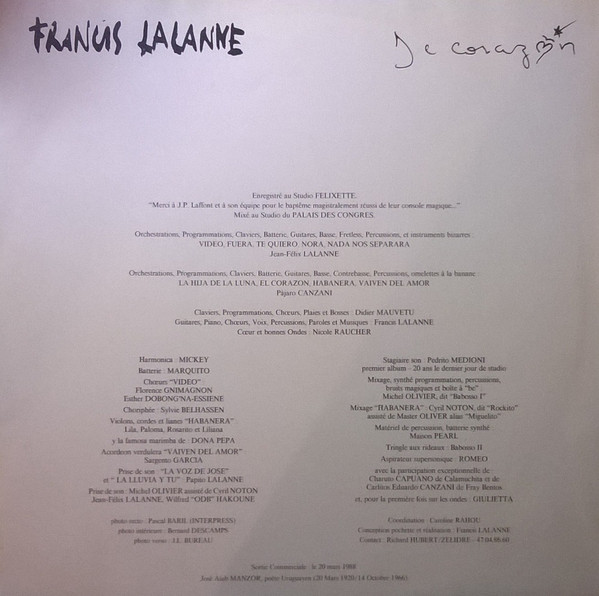 FRANCIS LALANNE
De corazón
Enregistré au Studio FELIXETTE.
"Merci à J.P. Laffont et à son équipe pour le baptême magistralement réussi de leur console magique..."
Mixé au Studio du PALAIS DES CONGRES.
Orchestrations, Programmations, Claviers, Batterie, Guitares, Basse, Fretless, Percussions, et instruments bizarres :
VIDEO, FUERA, TE QUIERO, NORA, NADA NOS SEPARARA
Jean-Félix LALANNE
Orchestrations, Programmations, Claviers, Batterie, Guitares, Basse, Contrebasse, Percussions, omelettes à la banane :
LA HIJA DE LA LUNA, EL CORAZON, HABANERA, VAIVEN DEL AMOR
Pájaro CANZANI
Claviers, Programmations, Chœurs, Plases et Bosses : Didier MAUVETU
Guitares, Piano, Chœurs, Voix, Percussions, Paroles et Musiques : Francis LALANNE
Cœur et bonnes Ondes : Nicole RAUCHER
Harmonica : MICKEY
Batterie : MARQUITO
Chœurs "VIDEO" :
Florence GNIMAGNON
Esther DOBONG'NA-ESSIENE
Choriphée : Sylvie BELHASSEN
Violons, cordes et lianes "HABANERA" :
Lila, Paloma, Rosarito et Liliana
y la famosa marimba de : DONA PEPA
Accordeon verdulera "VAIVEN DEL AMOR"
Sargento GARCIA
Prise de son : "LA VOZ DE JOSE"
et " LA LLUVIA Y TU" : Papito LALANNE
Prise de son : Michel OLIVIER assisté de Cyril NOTON
Jean-Félix LALANNE, Wilfred "ODB" HAKOUNE
photo recto : Pascal BARIL (INTERPRESS)
photo intérieure : Bernard DESCAMPS
photo verso : J.L. BUREAU
Stagiaire son : Pedrito MEDIONI
premier album - 20 ans le dernier jour de studio
Mixage, synthé programmation, percussions,
bruits magiques et boîte à "be"
Michel OLIVIER, dit "Babosso I"
Mixage "HABANERA" : Cyril NOTON, dit "Rockito"
assisté de Master OLIVER alias "Miguelito"
Matériel de percussion, batterie synthé
Maison PEARL
Tringle aux rideaux : Babosso II
Aspirateur supersonique : ROMEO
avec la participation exceptionnelle de :
Charuto CAPUANO de Calamuchita et de
Carlitos Eduardo CANZANI de Frey Bentos
et, pour la première fois sur les ondes : GIULIETTA
Coordination : Caroline RAHOU
Conception pochette et réalisation : Francis LALANNE
Contact : Richard HUBERT/ZELIDRE – 47.04.88.60
Sortie Commerciale : le 20 mars 1988
José Andi MANZOR, poète Uruguayen (20 Mars 1920/14 Octobre 1966)